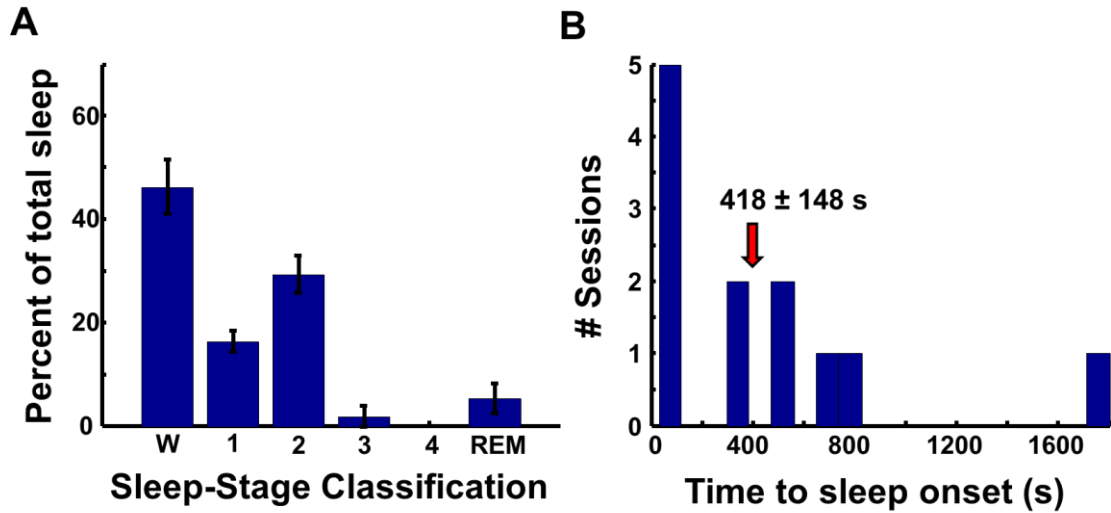 A
Percent of total sleep
60
40
20
0
W 1 2 3 4 REM
Sleep-Stage Classification
B
# Sessions
5
4
3
2
1
0
418 ± 148 s
0 400 800 1200 1600
Time to sleep onset (s)